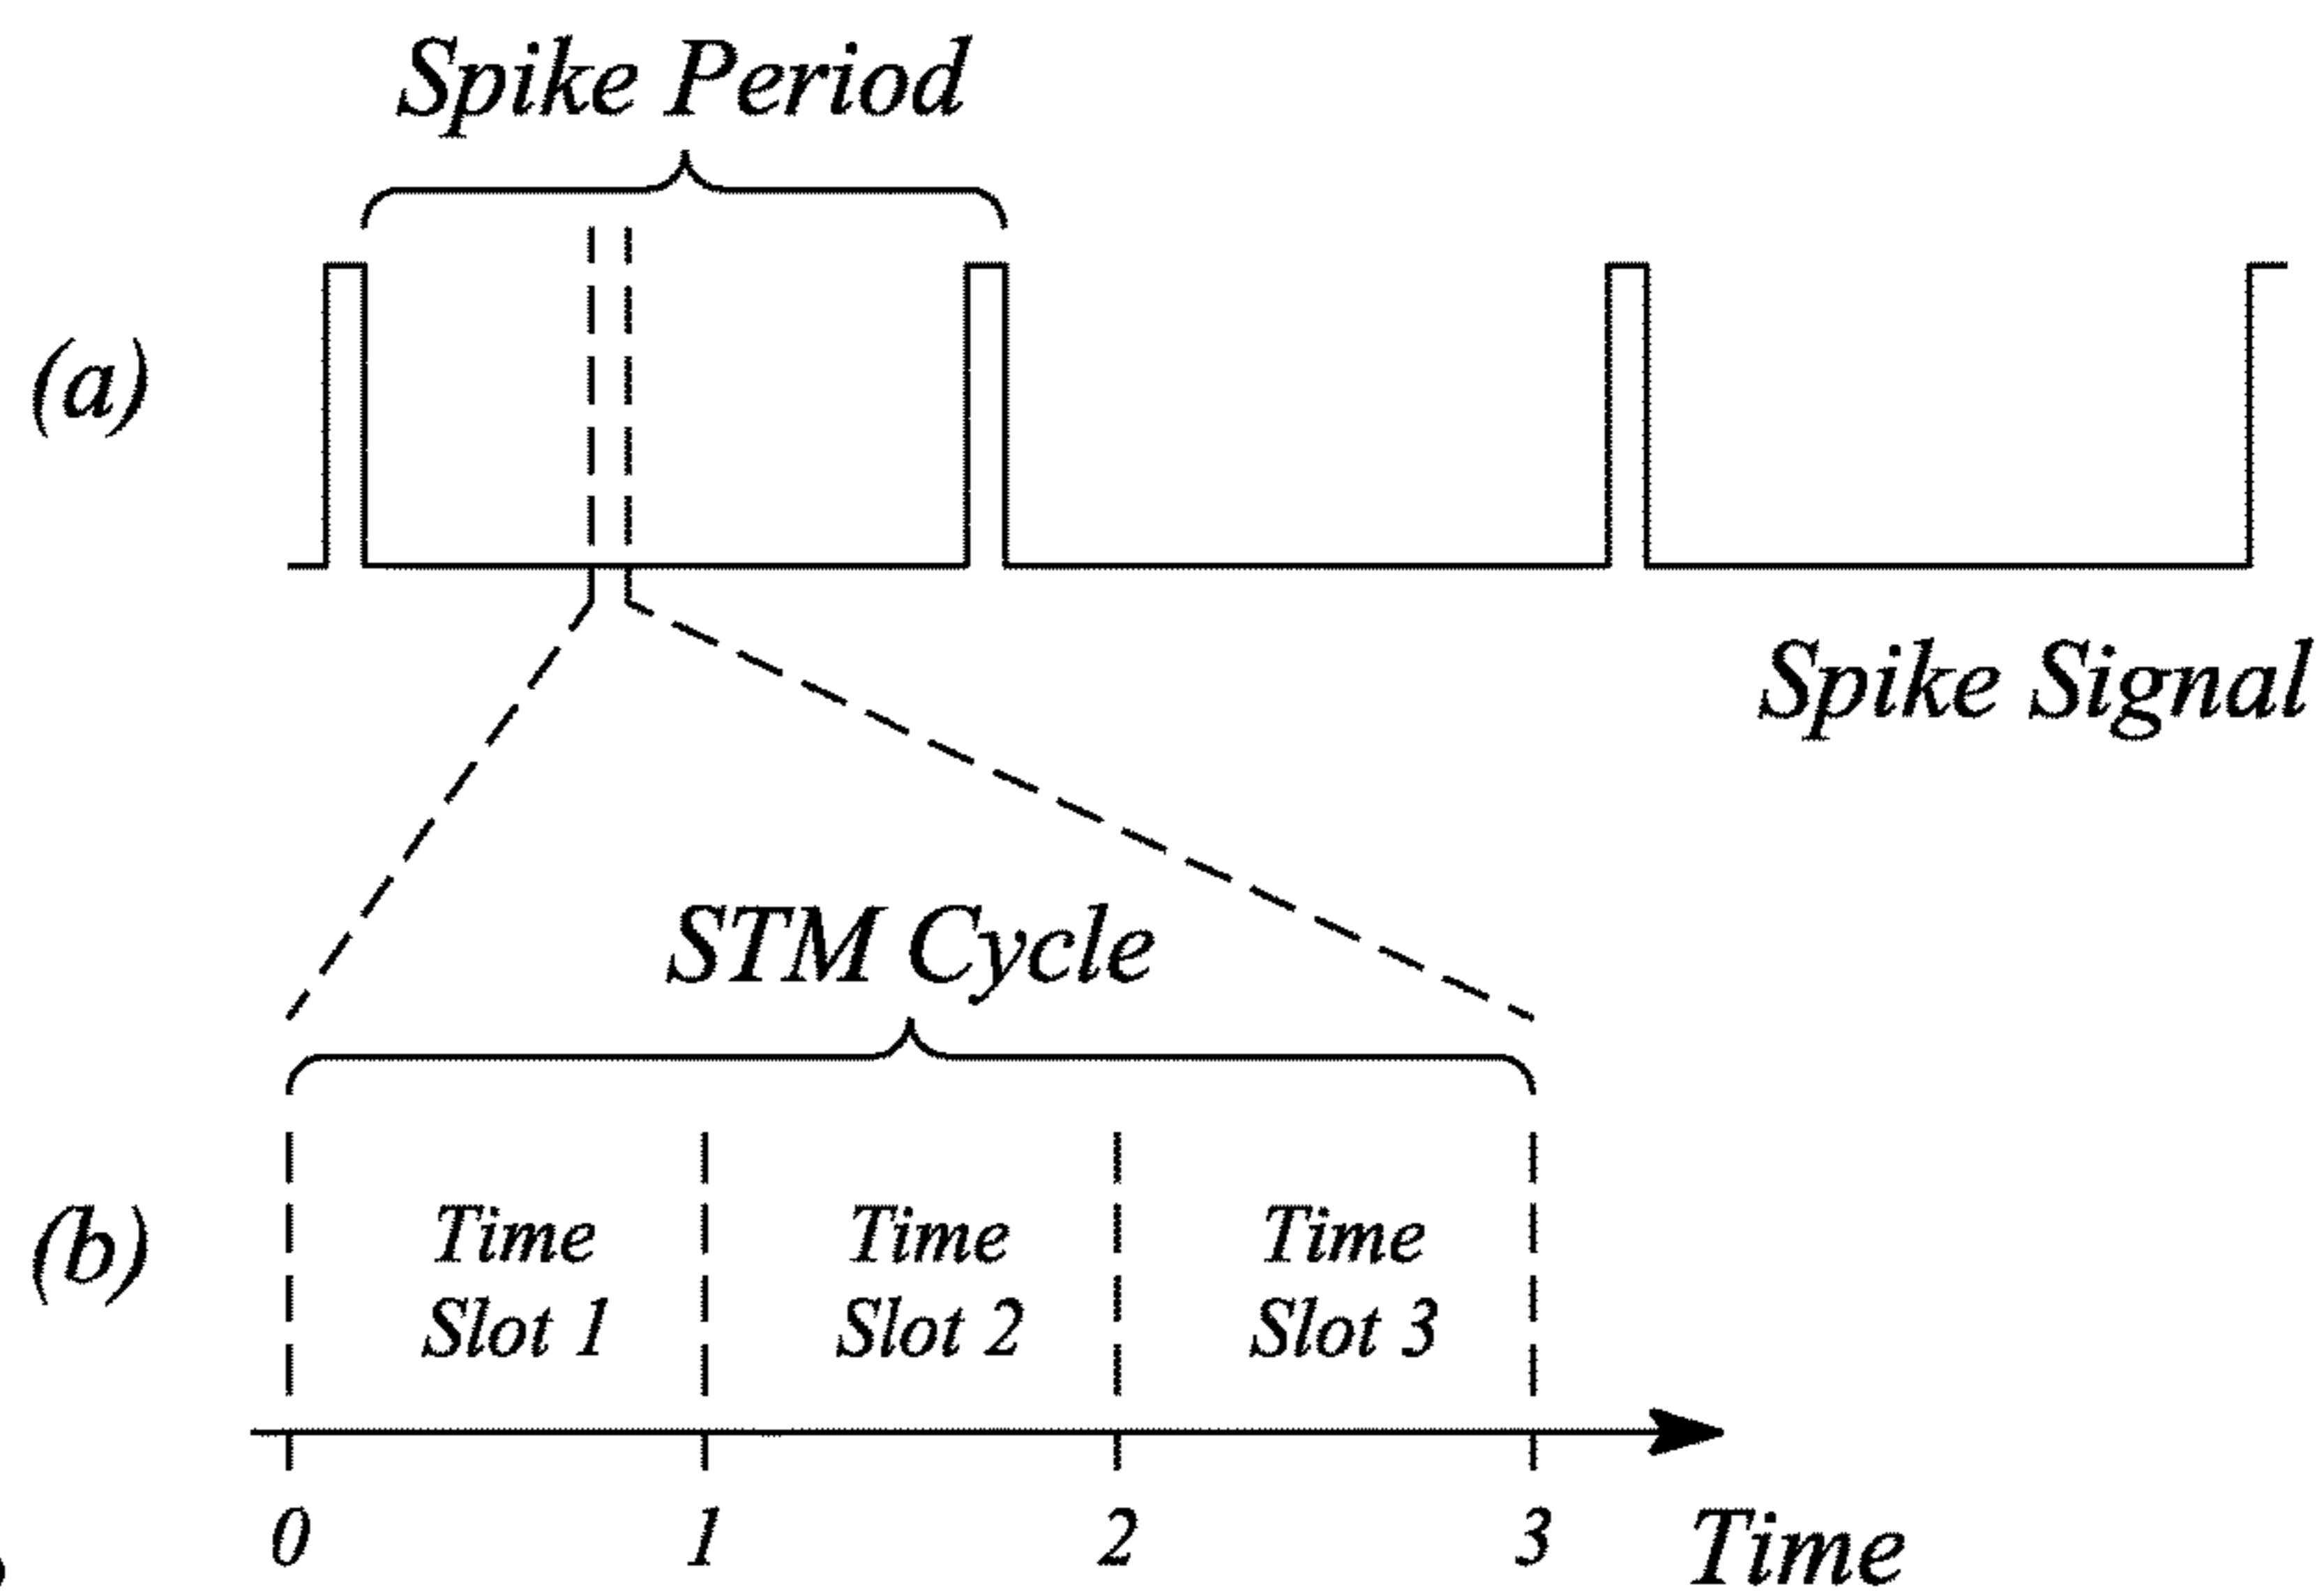 Spike Period
(a)
Spike Signal
STM Cycle
(b)
Time
Slot 1
Time
Slot 2
Time
Slot 3
0 1 2 3 Time